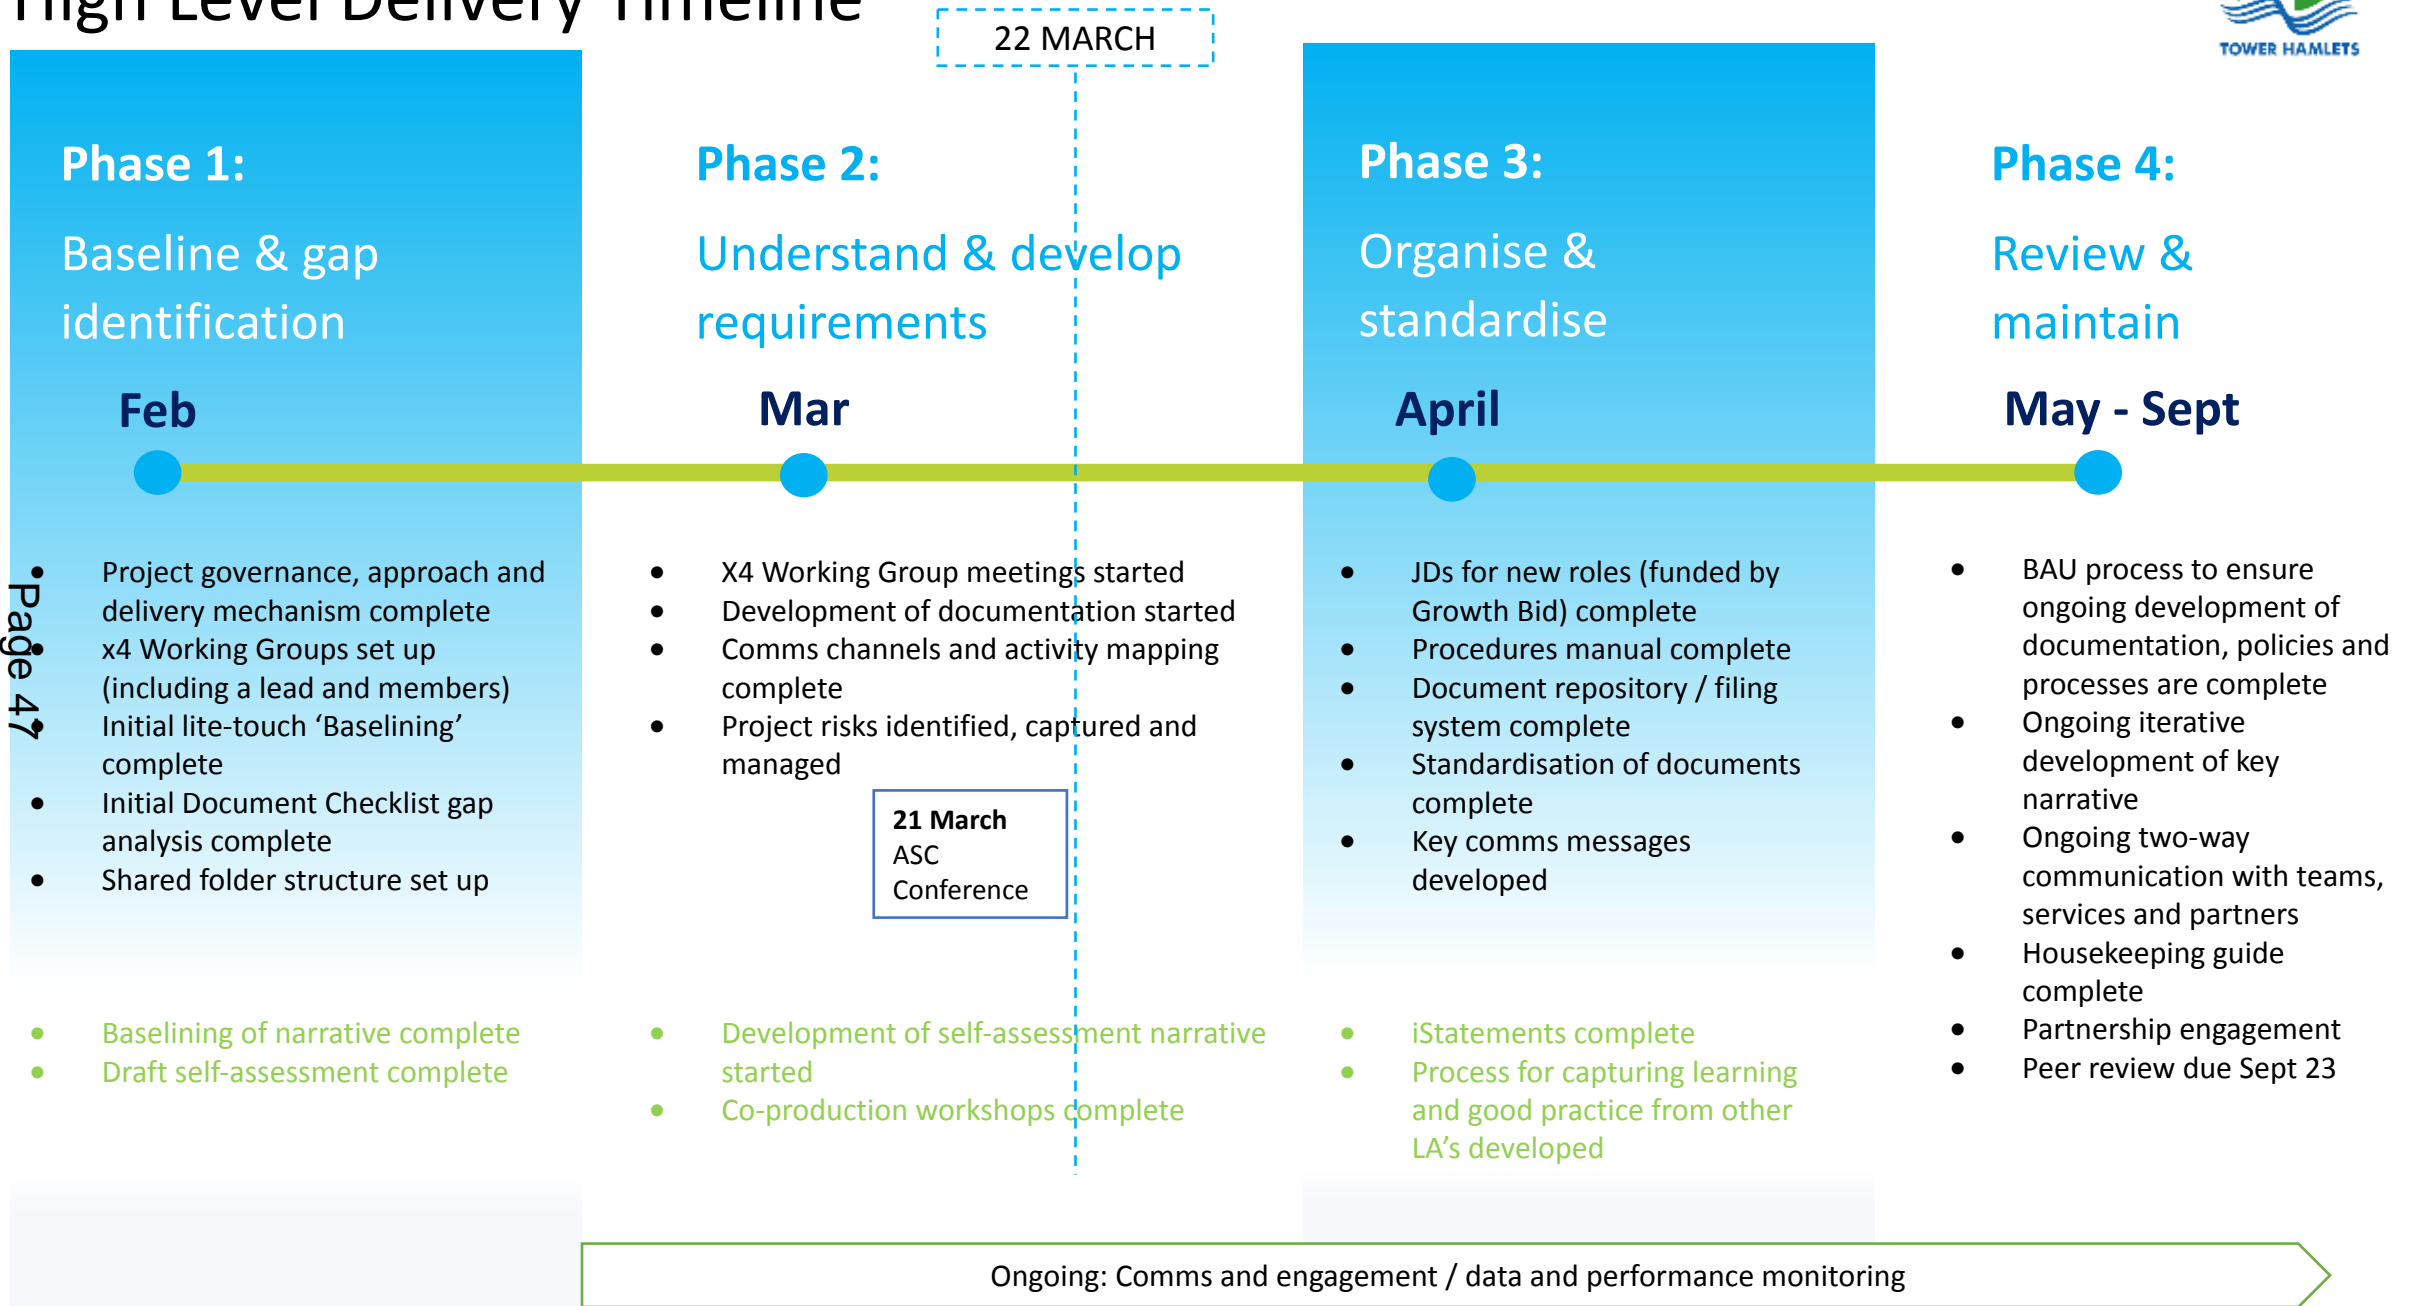 High Level Delivery Timeline
22 MARCH
TOWER HAMLETS
Phase 1:
Baseline & gap
identification
Feb
Phase 2:
Understand & develop
requirements
Mar
Phase 3:
Organise &
standardise
April
Phase 4:
Review &
maintain
May - Sept
• Project governance, approach and
delivery mechanism complete
• x4 Working Groups set up
(including a lead and members)
• Initial lite-touch ‘Baselining’
complete
• Initial Document Checklist gap
analysis complete
• Shared folder structure set up
• Baselining of narrative complete
• Draft self-assessment complete
• X4 Working Group meetings started
• Development of documentation started
• Comms channels and activity mapping
complete
• Project risks identified, captured and
managed
21 March
ASC
Conference
• Development of self-assessment narrative
started
• Co-production workshops complete
• JDs for new roles (funded by
Growth Bid) complete
• Procedures manual complete
• Document repository / filing
system complete
• Standardisation of documents
complete
• Key comms messages
developed
• iStatements complete
• Process for capturing learning
and good practice from other
LA’s developed
• BAU process to ensure
ongoing development of
documentation, policies and
processes are complete
• Ongoing iterative
development of key
narrative
• Ongoing two-way
communication with teams,
services and partners
• Housekeeping guide
complete
• Partnership engagement
• Peer review due Sept 23
Ongoing: Comms and engagement / data and performance monitoring
Page 47